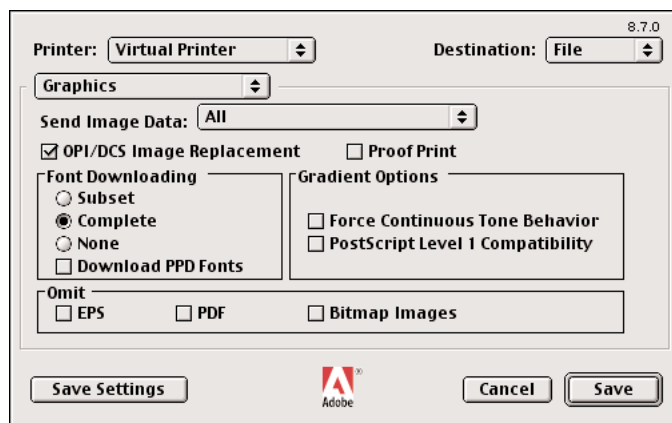 8.7.0
Printer: Virtual Printer Destination: File
Graphics
Send Image Data: All
OPI/DCS Image Replacement Proof Print
Font Downloading Gradient Options
Subset
Complete Force Continuous Tone Behavior
None PostScript Level 1 Compatibility
Download PPD Fonts
Omit
EPS PDF Bitmap Images
Save Settings Adobe® Cancel Save